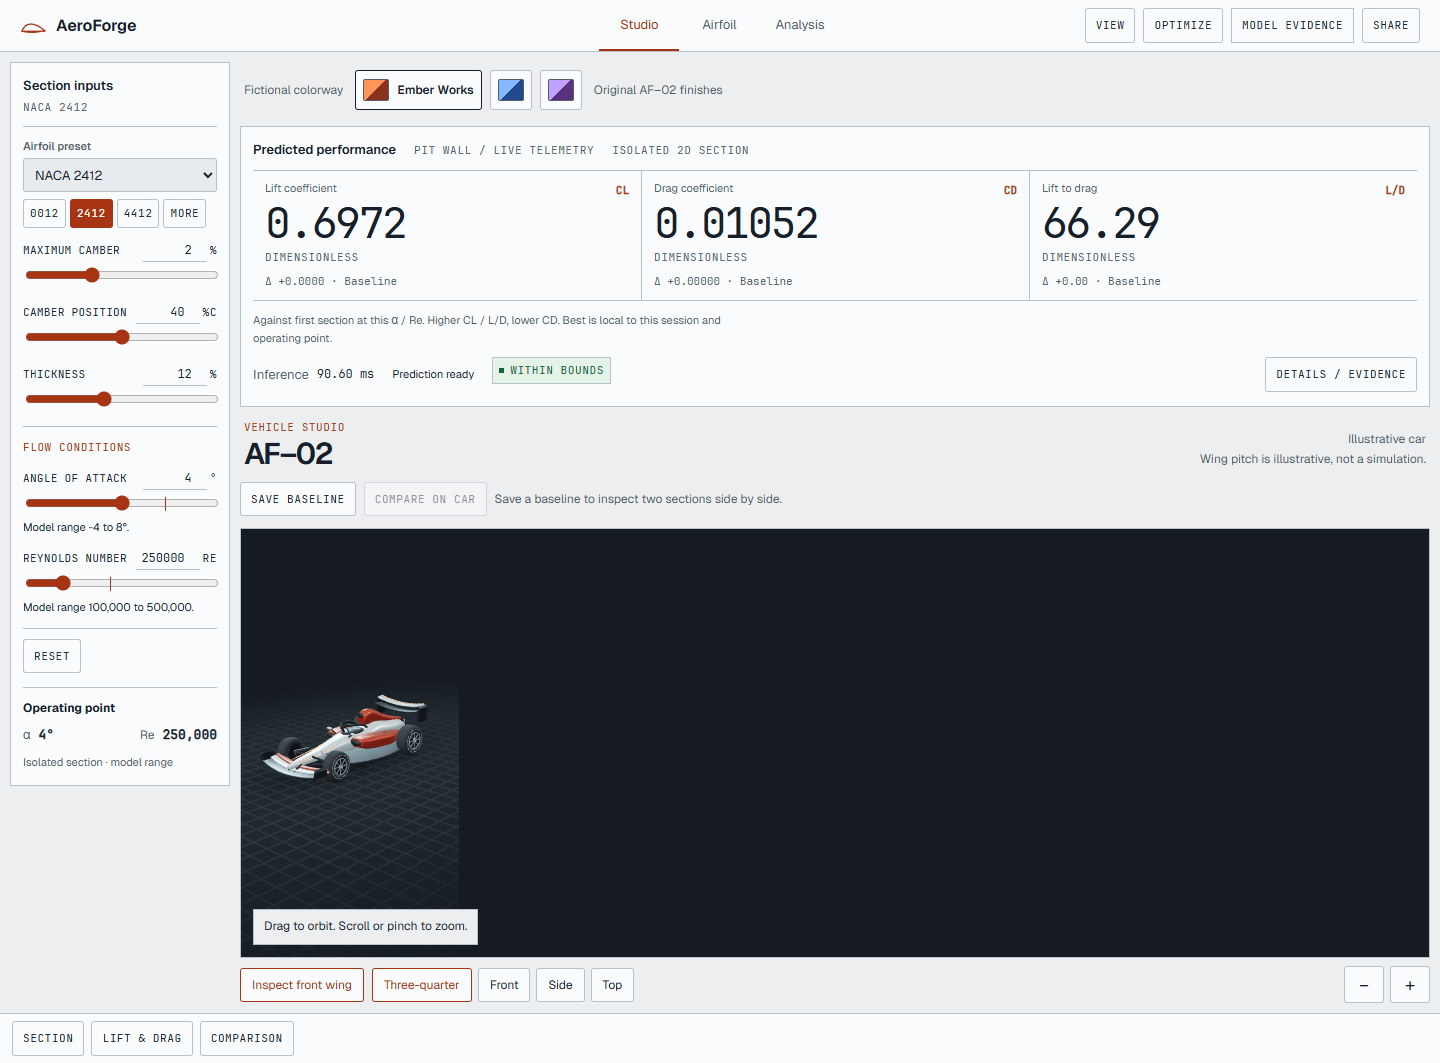 AeroForge
Studio
Airfoil
Analysis
VIEW
OPTIMIZE
MODEL EVIDENCE
SHARE
Section inputs
NACA 2412
Airfoil preset
NACA 2412
0012
2412
4412
MORE
MAXIMUM CAMBER 2 %
CAMBER POSITION 40 %C
THICKNESS 12 %
FLOW CONDITIONS
ANGLE OF ATTACK 4 °
Model range -4 to 8°.
REYNOLDS NUMBER 250000 RE
Model range 100,000 to 500,000.
RESET
Operating point
α 4° Re 250,000
Isolated section · model range
Fictional colorway
Ember Works
Original AF–02 finishes
Predicted performance PIT WALL / LIVE TELEMETRY ISOLATED 2D SECTION
Lift coefficient CL
0.6972
DIMENSIONLESS
Δ +0.0000 · Baseline
Drag coefficient CD
0.01052
DIMENSIONLESS
Δ +0.00000 · Baseline
Lift to drag L/D
66.29
DIMENSIONLESS
Δ +0.00 · Baseline
Against first section at this α / Re. Higher CL / L/D, lower CD. Best is local to this session and
operating point.
Inference 90.60 ms Prediction ready WITHIN BOUNDS
DETAILS / EVIDENCE
VEHICLE STUDIO
AF–02
Illustrative car
Wing pitch is illustrative, not a simulation.
SAVE BASELINE
COMPARE ON CAR
Save a baseline to inspect two sections side by side.
Drag to orbit. Scroll or pinch to zoom.
Inspect front wing
Three-quarter
Front
Side
Top
−
+
SECTION
LIFT & DRAG
COMPARISON